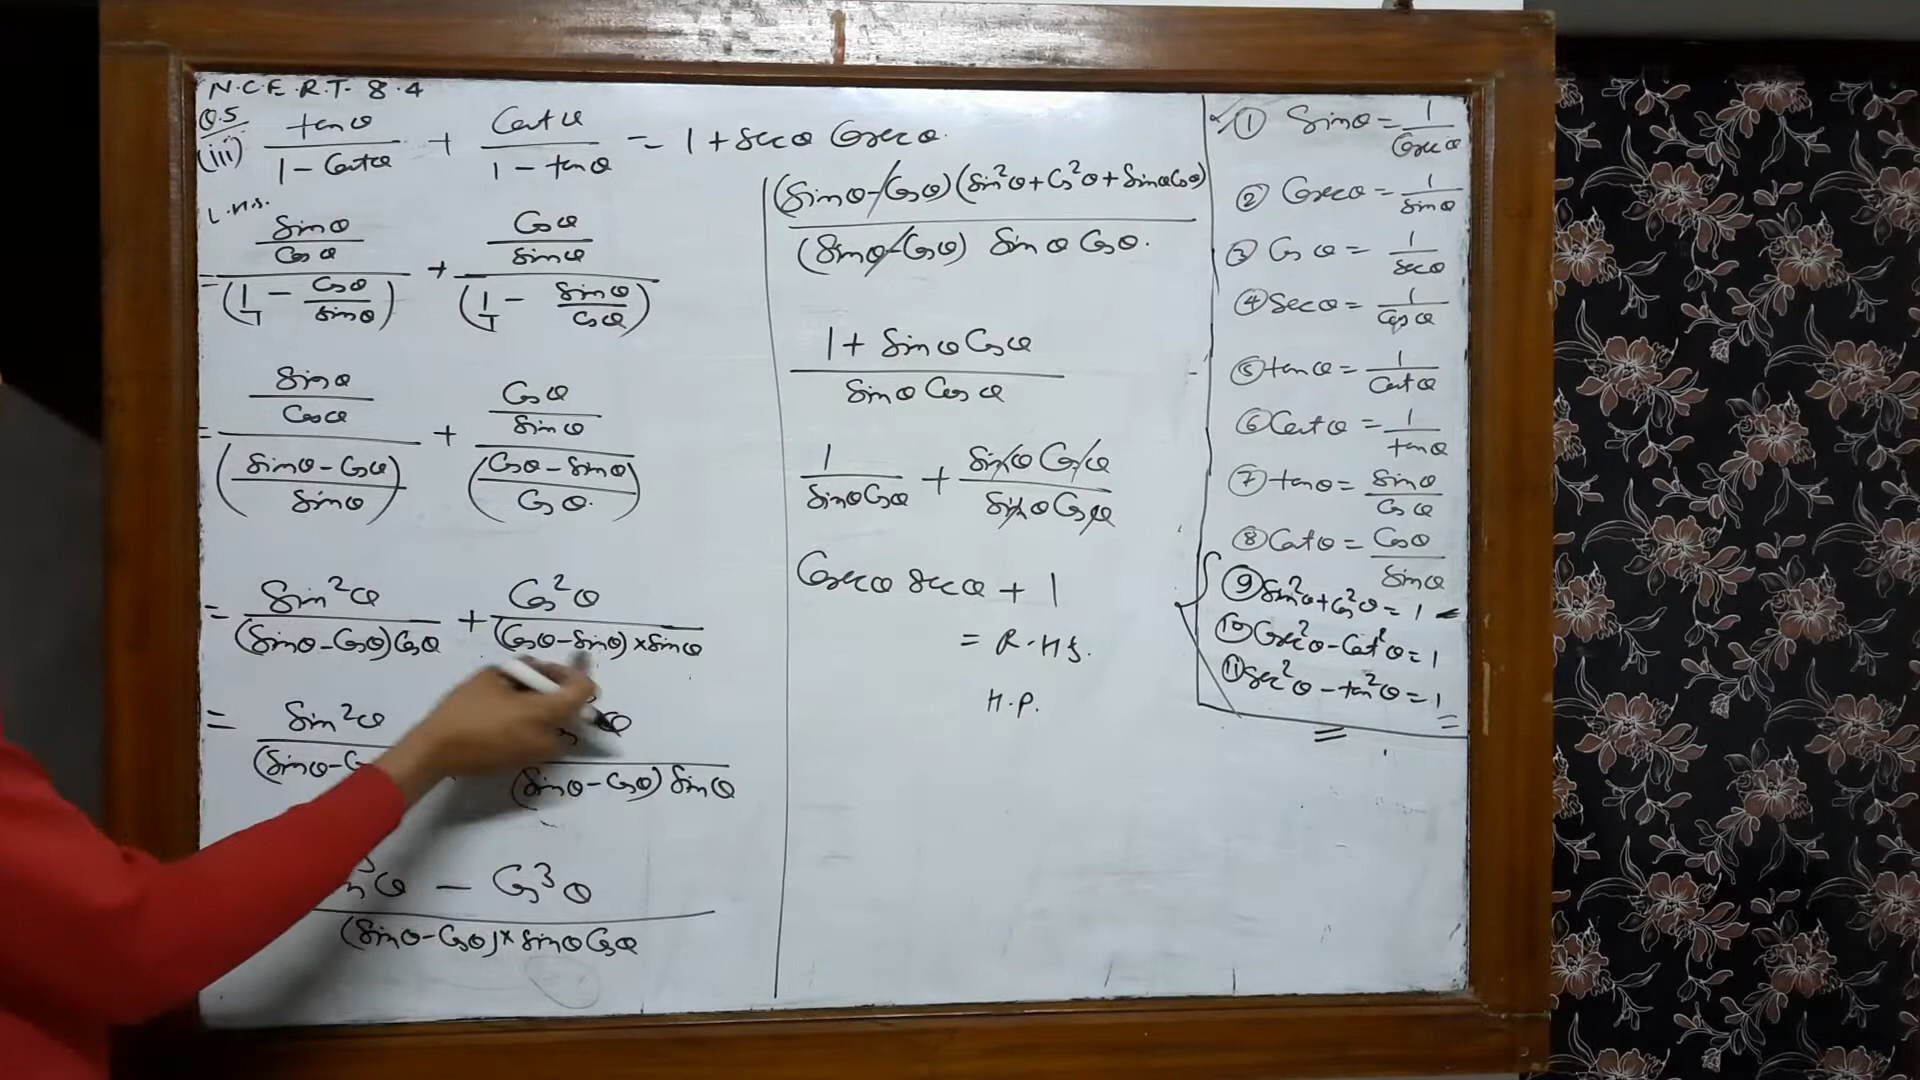 N.C.E.R.T. 8.4
Q.5
(iii) tanθ / (1 - Cotθ) + Cotθ / (1 - tanθ) = 1 + secθ Cosecθ.
L.H.S.
= (Sinθ/Cosθ) / (1/1 - Cosθ/Sinθ) + (Cosθ/Sinθ) / (1/1 - Sinθ/Cosθ)
= (Sinθ/Cosθ) / ((Sinθ - Cosθ)/Sinθ) + (Cosθ/Sinθ) / ((Cosθ - Sinθ)/Cosθ.)
= Sin²θ / (Sinθ - Cosθ)Cosθ + Cos²θ / (Cosθ - Sinθ)×Sinθ
= Sin²θ / (Sinθ - C θ / (Sinθ - Cosθ) Sinθ
³θ - Cos³θ / (Sinθ - Cosθ)×SinθCosθ
(Sinθ - Cosθ)(Sin²θ + Cos²θ + SinθCosθ) / (Sinθ - Cosθ) Sinθ Cosθ.
1 + Sinθ Cosθ / Sinθ Cosθ
1 / SinθCosθ + Sinθ Cosθ / Sinθ Cosθ
Cosecθ Secθ + 1
= R.H.S.
H.P.
① Sinθ = 1 / Cosecθ
② Cosecθ = 1 / Sinθ
③ Cosθ = 1 / Secθ
④ Secθ = 1 / Cosθ
⑤ tanθ = 1 / Cotθ
⑥ Cotθ = 1 / tanθ
⑦ tanθ = Sinθ / Cosθ
⑧ Cotθ = Cosθ / Sinθ
⑨ Sin²θ + Cos²θ = 1
⑩ Cosec²θ - Cot²θ = 1
⑪ Sec²θ - tan²θ = 1